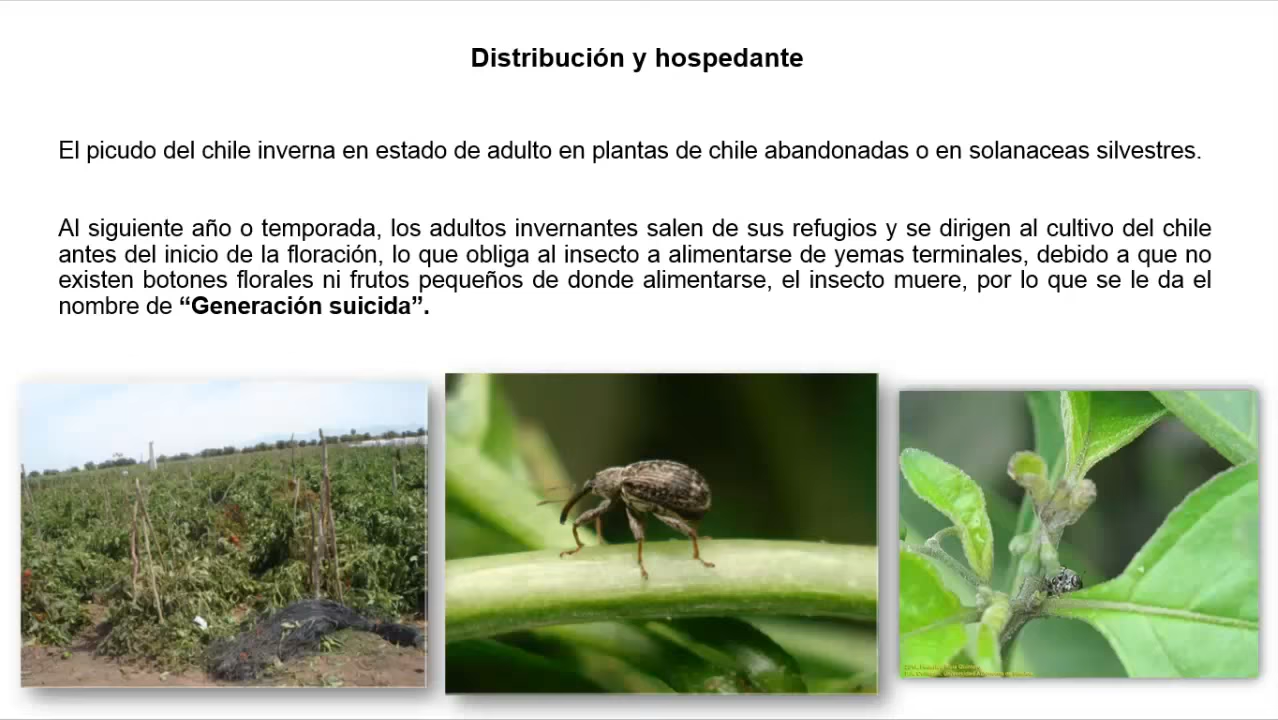 Distribución y hospedante
El picudo del chile inverna en estado de adulto en plantas de chile abandonadas o en solanaceas silvestres.
Al siguiente año o temporada, los adultos invernantes salen de sus refugios y se dirigen al cultivo del chile
antes del inicio de la floración, lo que obliga al insecto a alimentarse de yemas terminales, debido a que no
existen botones florales ni frutos pequeños de donde alimentarse, el insecto muere, por lo que se le da el
nombre de “Generación suicida”.